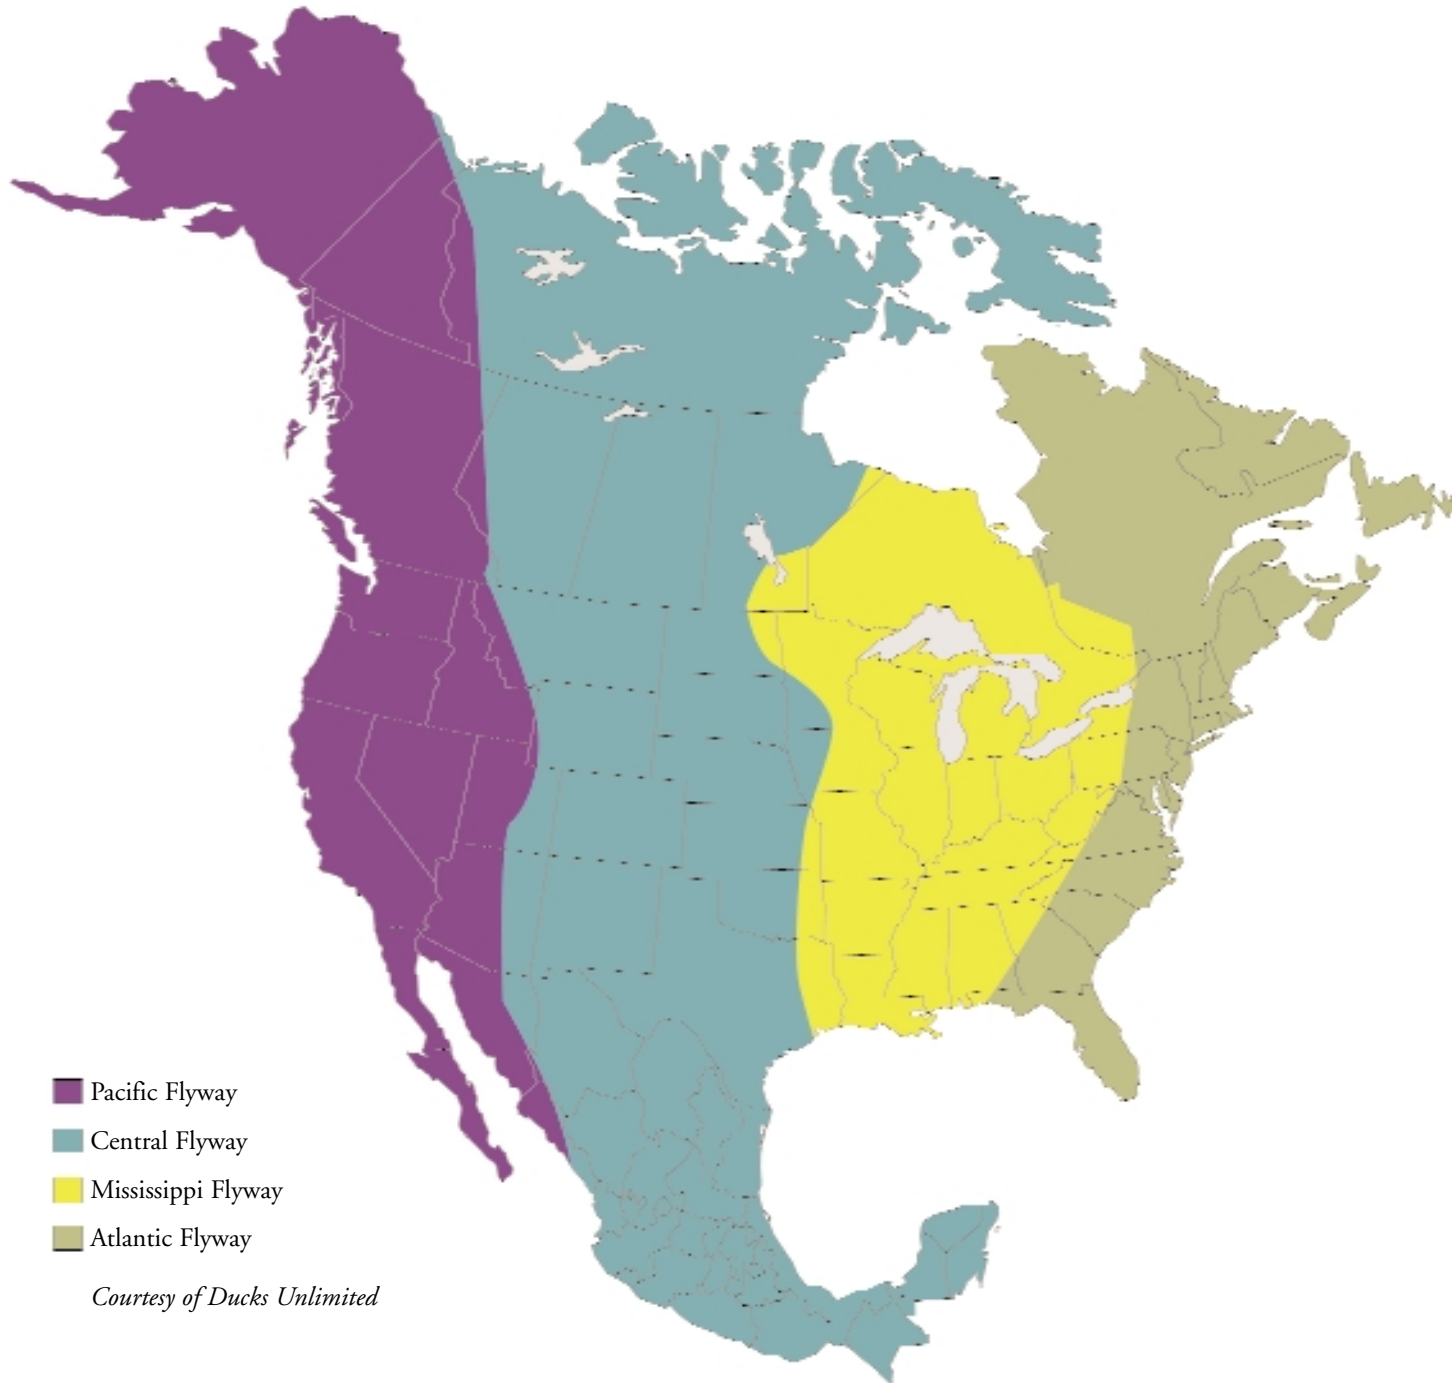 Pacific Flyway
Central Flyway
Mississippi Flyway
Atlantic Flyway
Courtesy of Ducks Unlimited